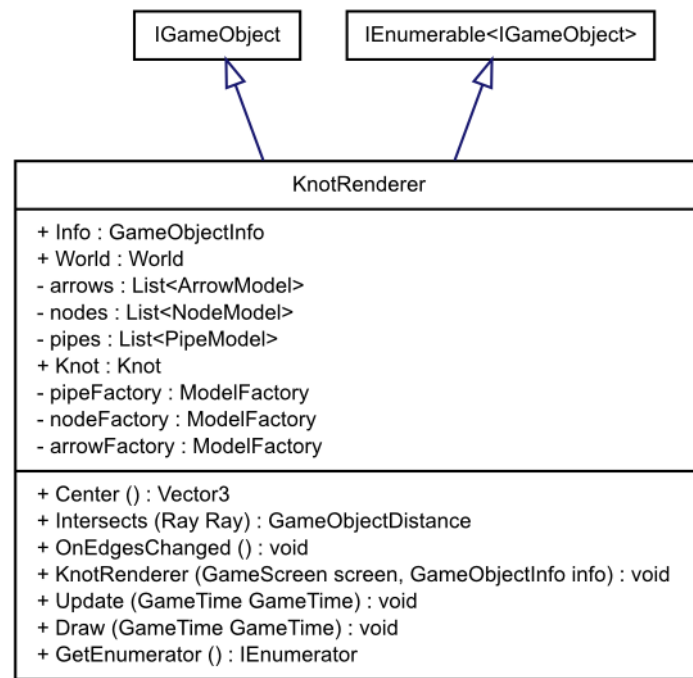 IGameObject
IEnumerable<IGameObject>
KnotRenderer
+ Info : GameObjectInfo
+ World : World
- arrows : List<ArrowModel>
- nodes : List<NodeModel>
- pipes : List<PipeModel>
+ Knot : Knot
- pipeFactory : ModelFactory
- nodeFactory : ModelFactory
- arrowFactory : ModelFactory
+ Center () : Vector3
+ Intersects (Ray Ray) : GameObjectDistance
+ OnEdgesChanged () : void
+ KnotRenderer (GameScreen screen, GameObjectInfo info) : void
+ Update (GameTime GameTime) : void
+ Draw (GameTime GameTime) : void
+ GetEnumerator () : IEnumerator